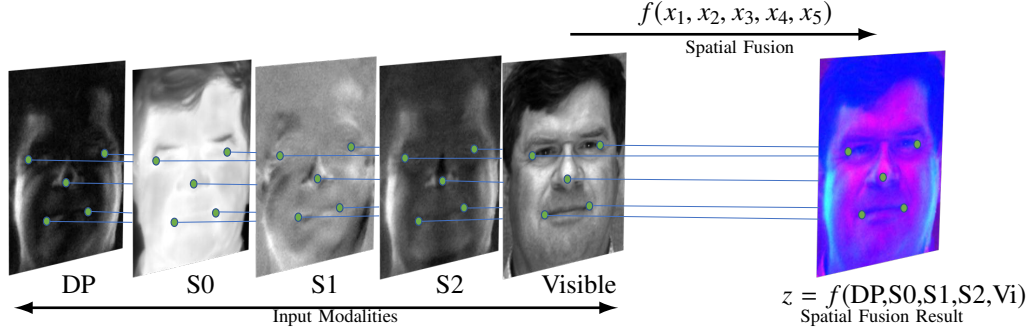 f(x1, x2, x3, x4, x5)
Spatial Fusion
DP
S0
S1
S2
Visible
Input Modalities
z = f(DP,S0,S1,S2,Vi)
Spatial Fusion Result